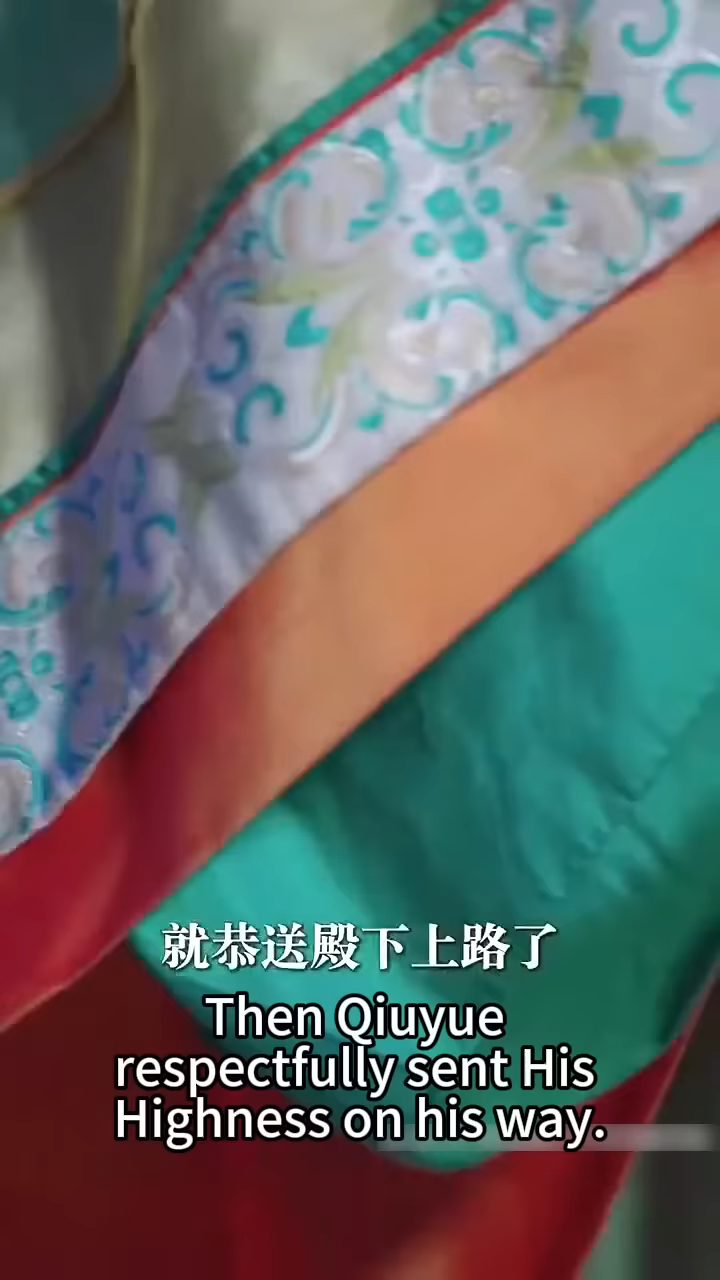 就恭送殿下上路了
Then Qiuyue
respectfully sent His
Highness on his way.